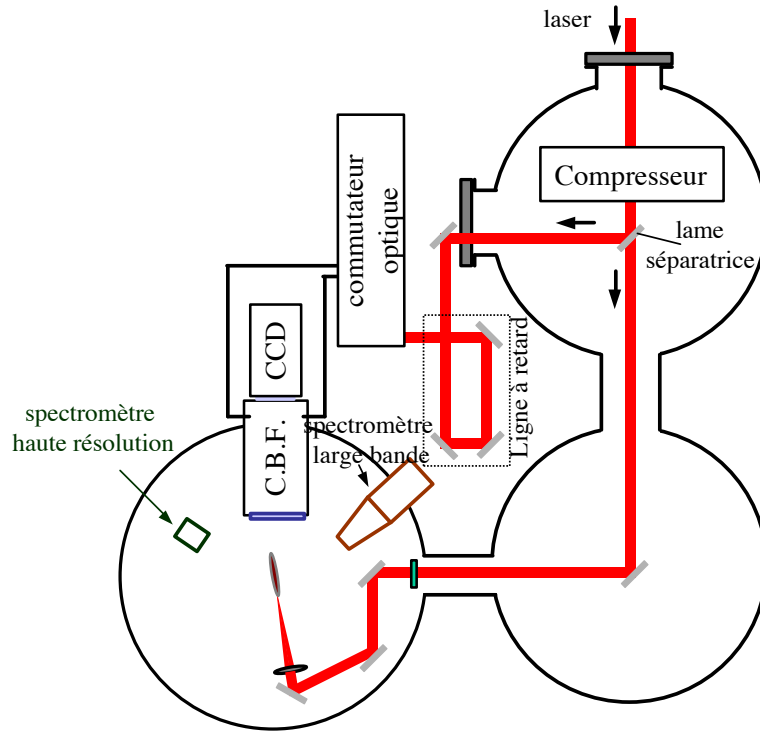 laser
Compresseur
lame
séparatrice
commutateur
optique
CCD
Ligne à retard
spectromètre
haute résolution
C.B.F.
spectromètre
large bande